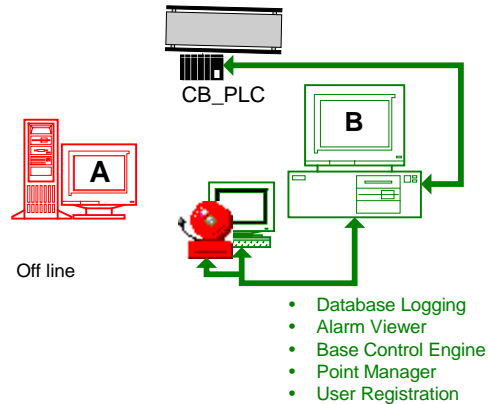 CB_PLC
B
A
Off line
• Database Logging
• Alarm Viewer
• Base Control Engine
• Point Manager
• User Registration